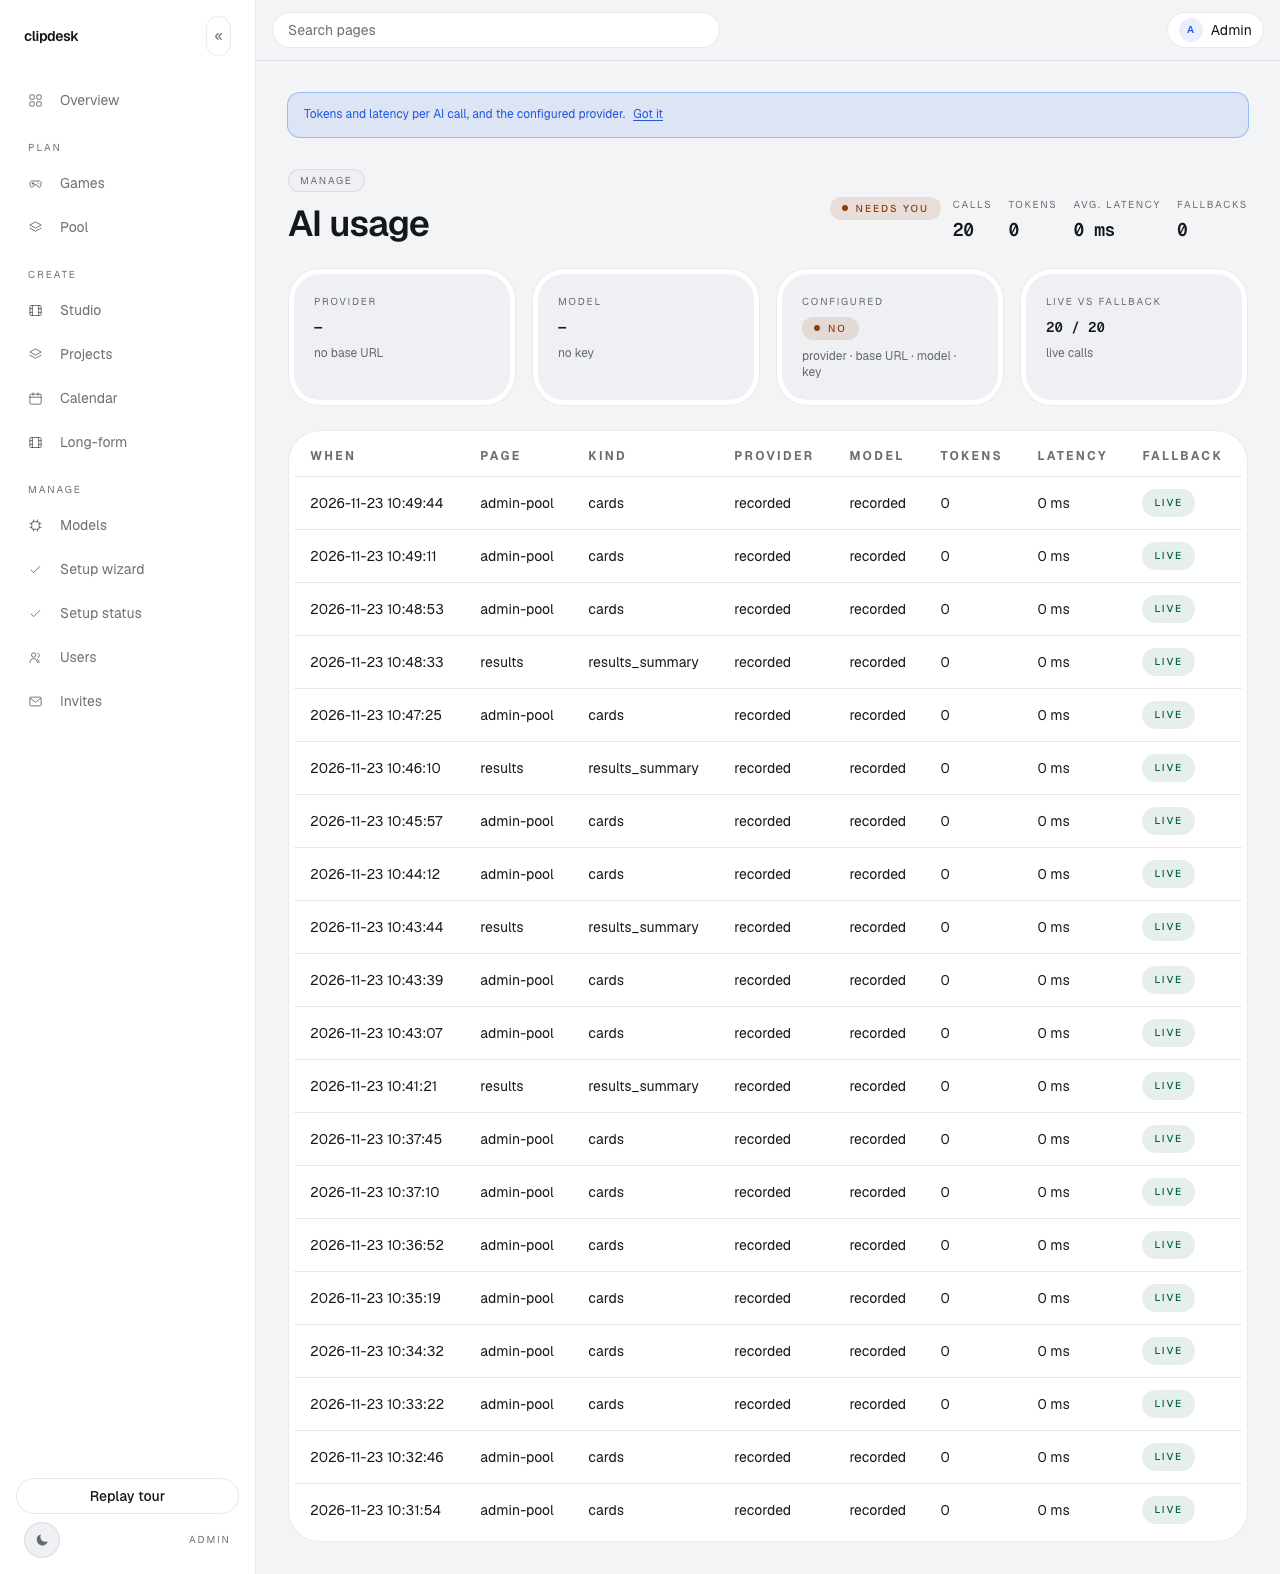 clipdesk
«
Search pages
A Admin
Overview
PLAN
Games
Pool
CREATE
Studio
Projects
Calendar
Long-form
MANAGE
Models
Setup wizard
Setup status
Users
Invites
Replay tour
ADMIN
Tokens and latency per AI call, and the configured provider. Got it
MANAGE
AI usage
NEEDS YOU
CALLS TOKENS AVG. LATENCY FALLBACKS
20 0 0 ms 0
PROVIDER
—
no base URL
MODEL
—
no key
CONFIGURED
NO
provider · base URL · model ·
key
LIVE VS FALLBACK
20 / 20
live calls
WHEN PAGE KIND PROVIDER MODEL TOKENS LATENCY FALLBACK
2026-11-23 10:49:44 admin-pool cards recorded recorded 0 0 ms LIVE
2026-11-23 10:49:11 admin-pool cards recorded recorded 0 0 ms LIVE
2026-11-23 10:48:53 admin-pool cards recorded recorded 0 0 ms LIVE
2026-11-23 10:48:33 results results_summary recorded recorded 0 0 ms LIVE
2026-11-23 10:47:25 admin-pool cards recorded recorded 0 0 ms LIVE
2026-11-23 10:46:10 results results_summary recorded recorded 0 0 ms LIVE
2026-11-23 10:45:57 admin-pool cards recorded recorded 0 0 ms LIVE
2026-11-23 10:44:12 admin-pool cards recorded recorded 0 0 ms LIVE
2026-11-23 10:43:44 results results_summary recorded recorded 0 0 ms LIVE
2026-11-23 10:43:39 admin-pool cards recorded recorded 0 0 ms LIVE
2026-11-23 10:43:07 admin-pool cards recorded recorded 0 0 ms LIVE
2026-11-23 10:41:21 results results_summary recorded recorded 0 0 ms LIVE
2026-11-23 10:37:45 admin-pool cards recorded recorded 0 0 ms LIVE
2026-11-23 10:37:10 admin-pool cards recorded recorded 0 0 ms LIVE
2026-11-23 10:36:52 admin-pool cards recorded recorded 0 0 ms LIVE
2026-11-23 10:35:19 admin-pool cards recorded recorded 0 0 ms LIVE
2026-11-23 10:34:32 admin-pool cards recorded recorded 0 0 ms LIVE
2026-11-23 10:33:22 admin-pool cards recorded recorded 0 0 ms LIVE
2026-11-23 10:32:46 admin-pool cards recorded recorded 0 0 ms LIVE
2026-11-23 10:31:54 admin-pool cards recorded recorded 0 0 ms LIVE